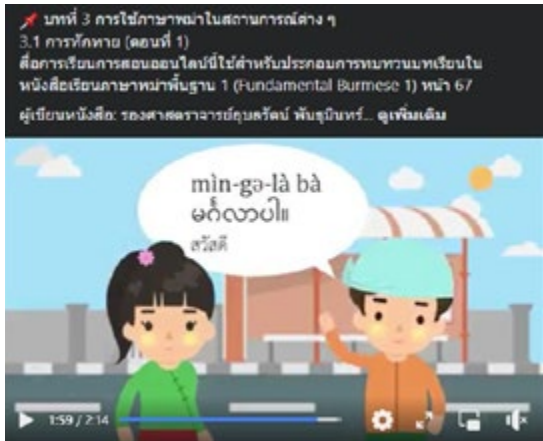 📌 บทที่ 3 การใช้ภาษาพม่าในสถานการณ์ต่าง ๆ
3.1 การทักทาย (ตอนที่ 1)
สื่อการเรียนการสอนออนไลน์นี้ใช้สำหรับประกอบการทบทวนบทเรียนใน
หนังสือเรียนภาษาพม่าพื้นฐาน 1 (Fundamental Burmese 1) หน้า 67
ผู้เขียนหนังสือ: รองศาสตราจารย์อุบลรัตน์ พันธุมินทร์... ดูเพิ่มเติม
mìn-gə-là bà
မင်္ဂလာပါ။
สวัสดี
1:59 / 2:14